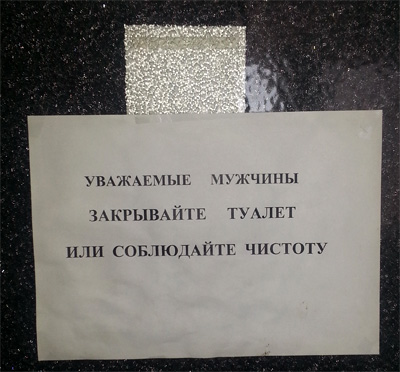 УВАЖАЕМЫЕ МУЖЧИНЫ
ЗАКРЫВАЙТЕ ТУАЛЕТ
ИЛИ СОБЛЮДАЙТЕ ЧИСТОТУ